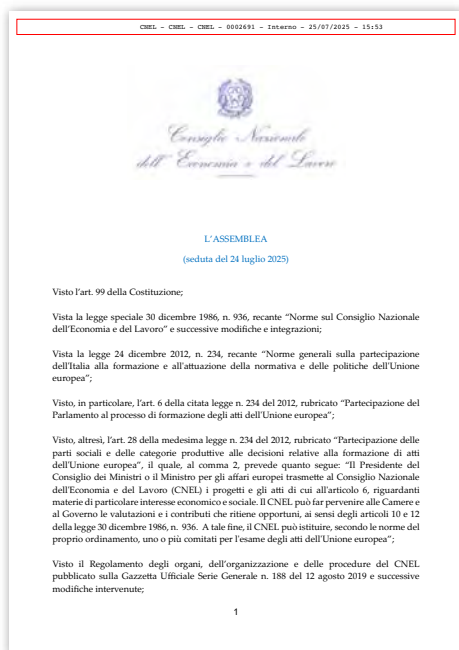 CNEL - CNEL - CNEL - 0002691 - Interno - 25/07/2025 - 15:53
Consiglio Nazionale
dell'Economia e del Lavoro
L'ASSEMBLEA
(seduta del 24 luglio 2025)
Visto l'art. 99 della Costituzione;
Vista la legge speciale 30 dicembre 1986, n. 936, recante “Norme sul Consiglio Nazionale
dell'Economia e del Lavoro” e successive modifiche e integrazioni;
Vista la legge 24 dicembre 2012, n. 234, recante “Norme generali sulla partecipazione
dell'Italia alla formazione e all'attuazione della normativa e delle politiche dell'Unione
europea”;
Visto, in particolare, l'art. 6 della citata legge n. 234 del 2012, rubricato “Partecipazione del
Parlamento al processo di formazione degli atti dell'Unione europea”;
Visto, altresì, l'art. 28 della medesima legge n. 234 del 2012, rubricato “Partecipazione delle
parti sociali e delle categorie produttive alle decisioni relative alla formazione di atti
dell'Unione europea”, il quale, al comma 2, prevede quanto segue: “Il Presidente del
Consiglio dei Ministri o il Ministro per gli affari europei trasmette al Consiglio Nazionale
dell'Economia e del Lavoro (CNEL) i progetti e gli atti di cui all'articolo 6, riguardanti
materie di particolare interesse economico e sociale. Il CNEL può far pervenire alle Camere e
al Governo le valutazioni e i contributi che ritiene opportuni, ai sensi degli articoli 10 e 12
della legge 30 dicembre 1986, n. 936. A tale fine, il CNEL può istituire, secondo le norme del
proprio ordinamento, uno o più comitati per l'esame degli atti dell'Unione europea”;
Visto il Regolamento degli organi, dell'organizzazione e delle procedure del CNEL
pubblicato sulla Gazzetta Ufficiale Serie Generale n. 188 del 12 agosto 2019 e successive
modifiche intervenute;
1